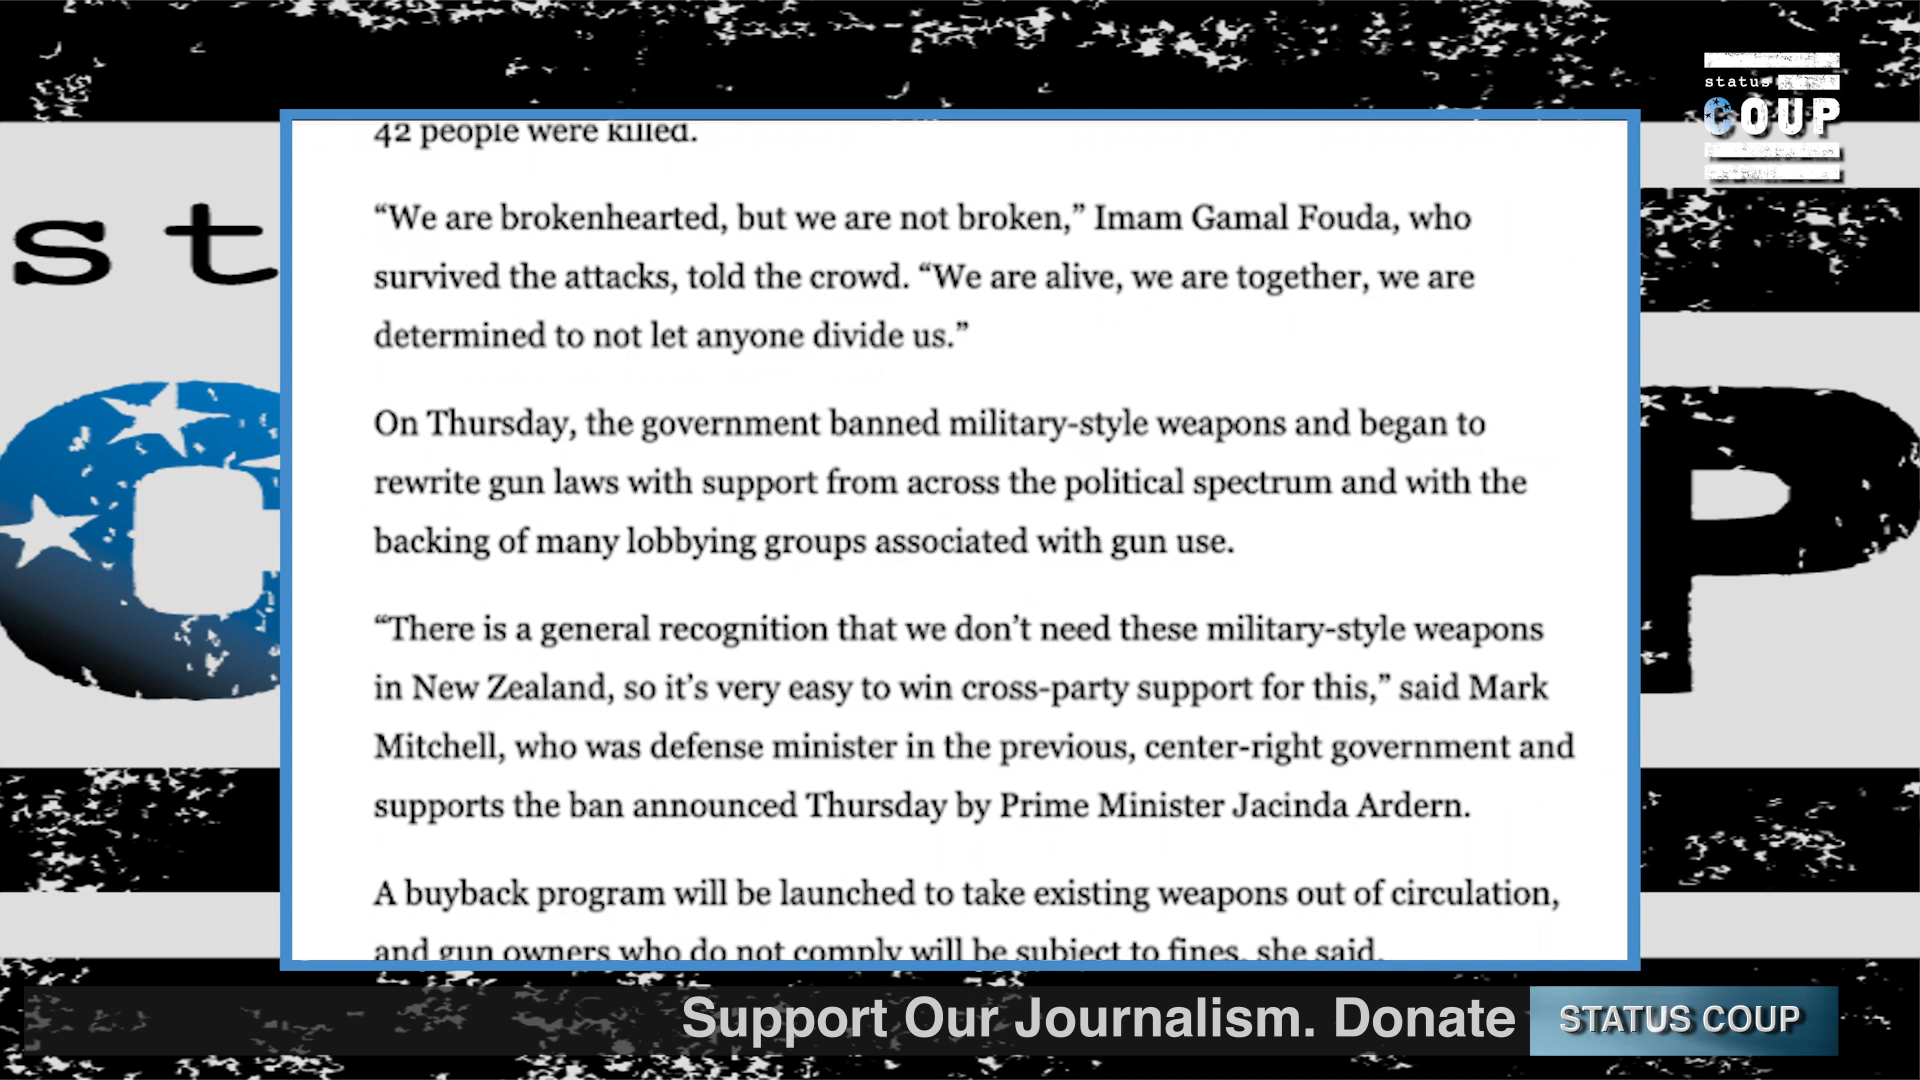 status
COUP
st
C
P
42 people were killed.
“We are brokenhearted, but we are not broken,” Imam Gamal Fouda, who
survived the attacks, told the crowd. “We are alive, we are together, we are
determined to not let anyone divide us.”
On Thursday, the government banned military-style weapons and began to
rewrite gun laws with support from across the political spectrum and with the
backing of many lobbying groups associated with gun use.
“There is a general recognition that we don’t need these military-style weapons
in New Zealand, so it’s very easy to win cross-party support for this,” said Mark
Mitchell, who was defense minister in the previous, center-right government and
supports the ban announced Thursday by Prime Minister Jacinda Ardern.
A buyback program will be launched to take existing weapons out of circulation,
and gun owners who do not comply will be subject to fines, she said.
Support Our Journalism. Donate
STATUS COUP